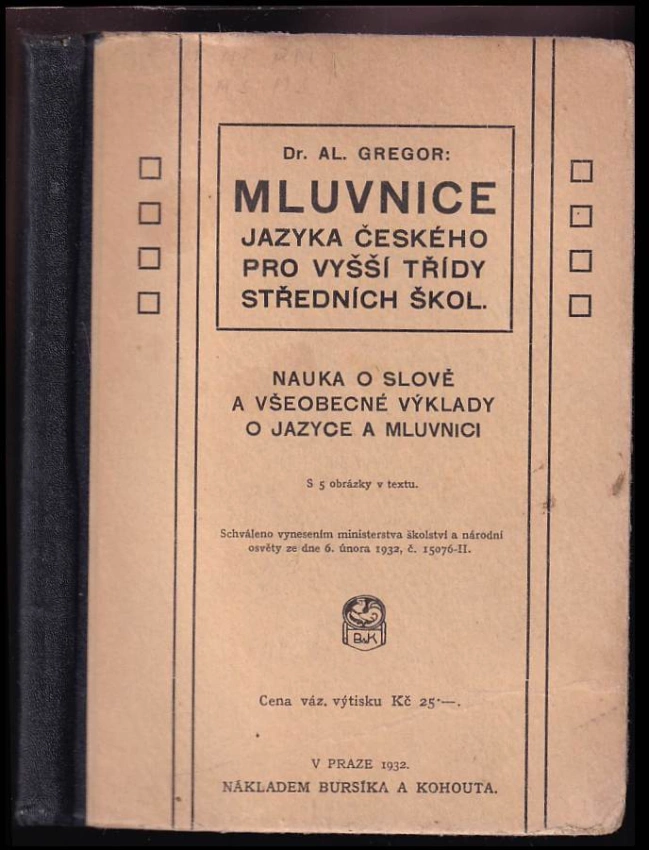 Dr. AL. GREGOR:
MLUVNICE
JAZYKA ČESKÉHO
PRO VYŠŠÍ TŘÍDY
STŘEDNÍCH ŠKOL.
NAUKA O SLOVĚ
A VŠEOBECNÉ VÝKLADY
O JAZYCE A MLUVNICI
S 5 obrázky v textu.
Schváleno vynesením ministerstva školství a národní
osvěty ze dne 6. února 1932, č. 15076-II.
B&K
Cena váz. výtisku Kč 25·—.
V PRAZE 1932.
NÁKLADEM BURSÍKA A KOHOUTA.